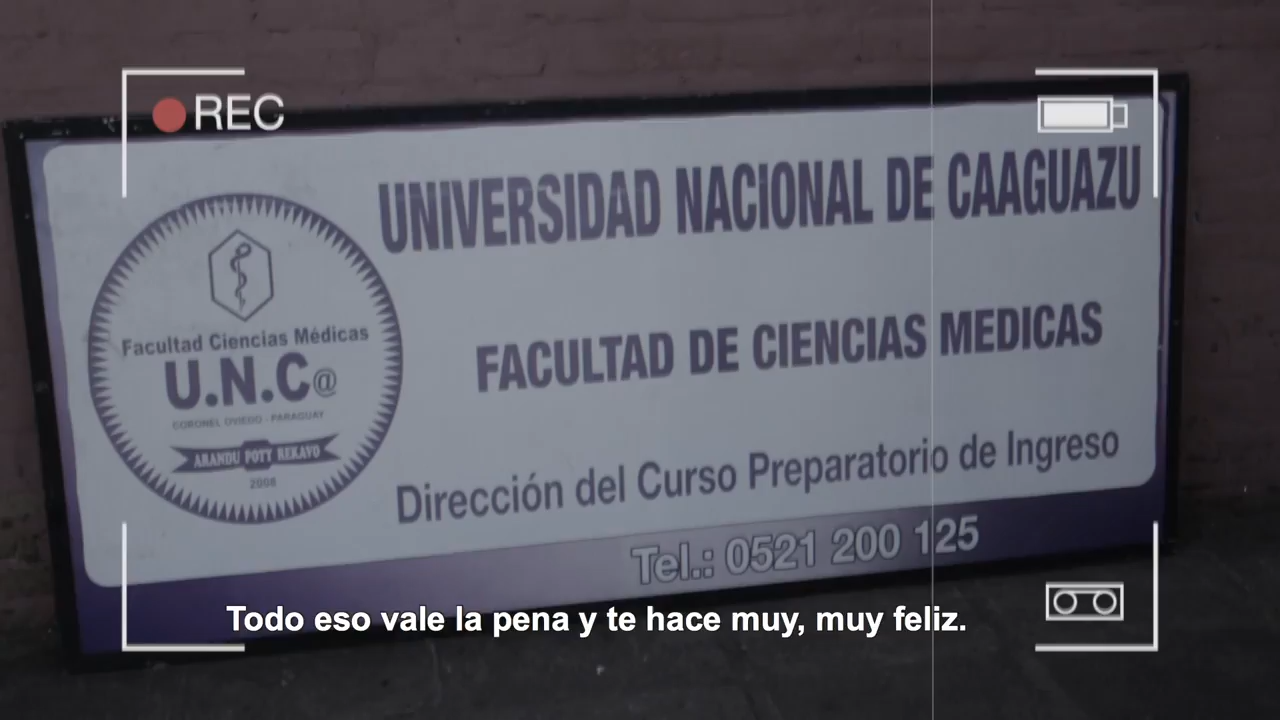 REC
UNIVERSIDAD NACIONAL DE CAAGUAZU
FACULTAD DE CIENCIAS MEDICAS
Dirección del Curso Preparatorio de Ingreso
Tel.: 0521 200 125
Facultad Ciencias Médicas
U.N.C@
CORONEL OVIEDO - PARAGUAY
ARANDU POTY REKAVO
2008
Todo eso vale la pena y te hace muy, muy feliz.